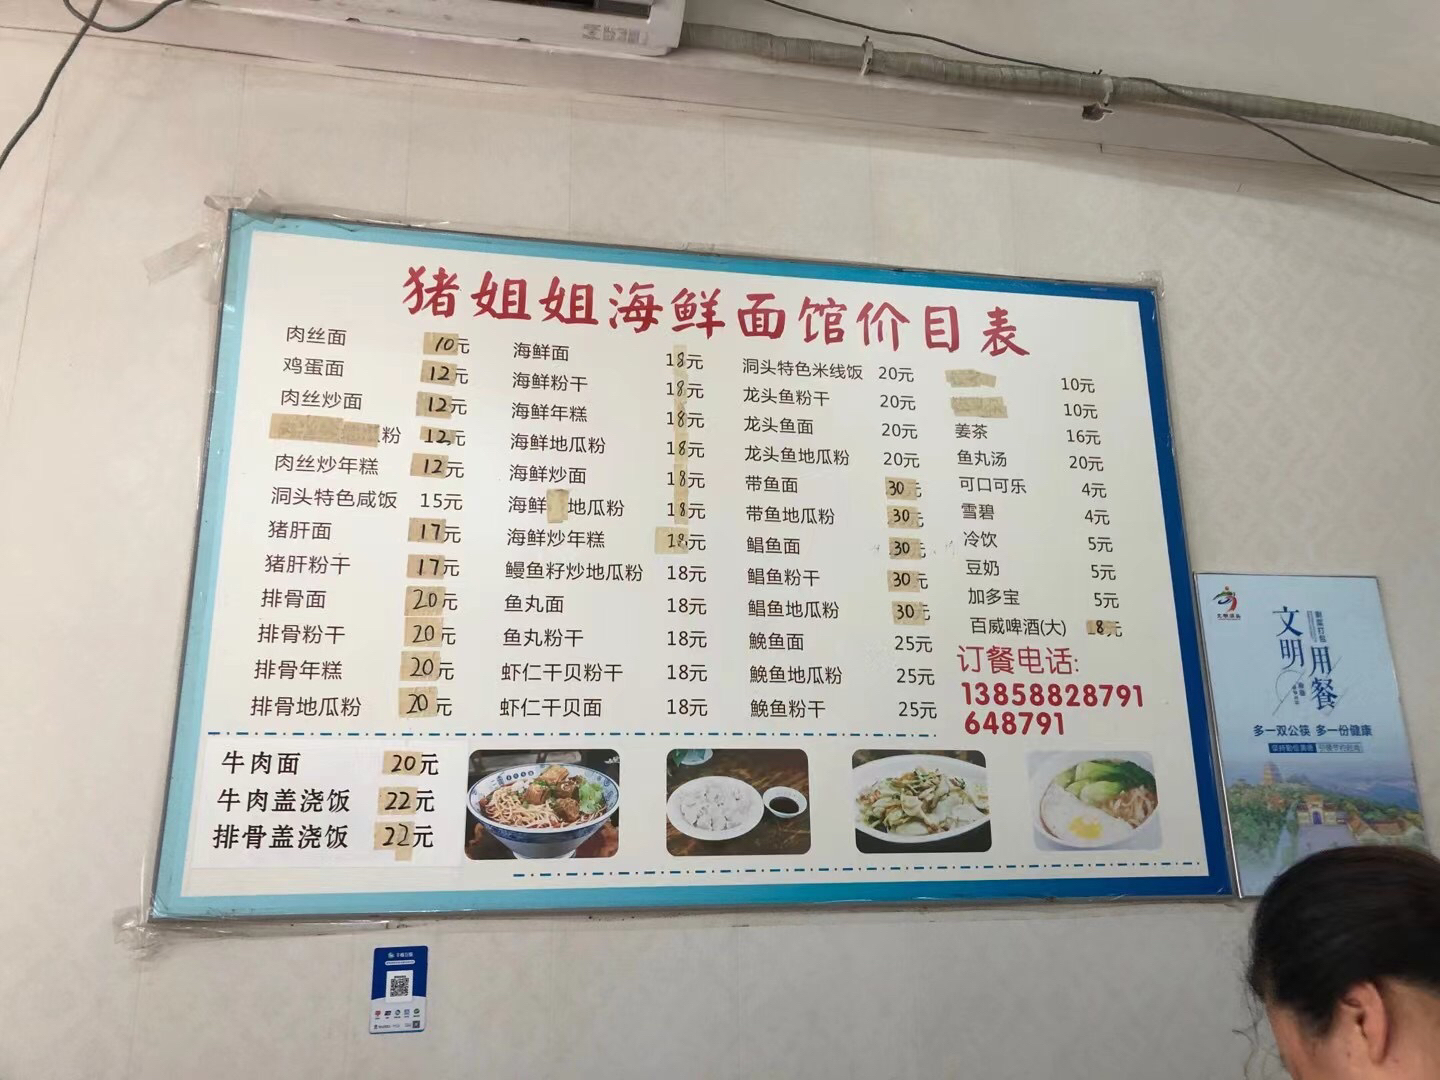 猪姐姐海鲜面馆价目表
肉丝面 10元
鸡蛋面 12元
肉丝炒面 12元
粉 12元
肉丝炒年糕 12元
洞头特色咸饭 15元
猪肝面 17元
猪肝粉干 17元
排骨面 20元
排骨粉干 20元
排骨年糕 20元
排骨地瓜粉 20元
海鲜面 18元
海鲜粉干 18元
海鲜年糕 18元
海鲜地瓜粉 18元
海鲜炒面 18元
海鲜 地瓜粉 18元
海鲜炒年糕 18元
鳗鱼籽炒地瓜粉 18元
鱼丸面 18元
鱼丸粉干 18元
虾仁干贝粉干 18元
虾仁干贝面 18元
洞头特色米线饭 20元
龙头鱼粉干 20元
龙头鱼面 20元
龙头鱼地瓜粉 20元
带鱼面 30元
带鱼地瓜粉 30元
鲳鱼面 30元
鲳鱼粉干 30元
鲳鱼地瓜粉 30元
鮸鱼面 25元
鮸鱼地瓜粉 25元
鮸鱼粉干 25元
10元
10元
姜茶 16元
鱼丸汤 20元
可口可乐 4元
雪碧 4元
冷饮 5元
豆奶 5元
加多宝 5元
百威啤酒(大) 8元
订餐电话:
13858828791
648791
牛肉面 20元
牛肉盖浇饭 22元
排骨盖浇饭 22元
文明用餐
多一双公筷 多一份健康